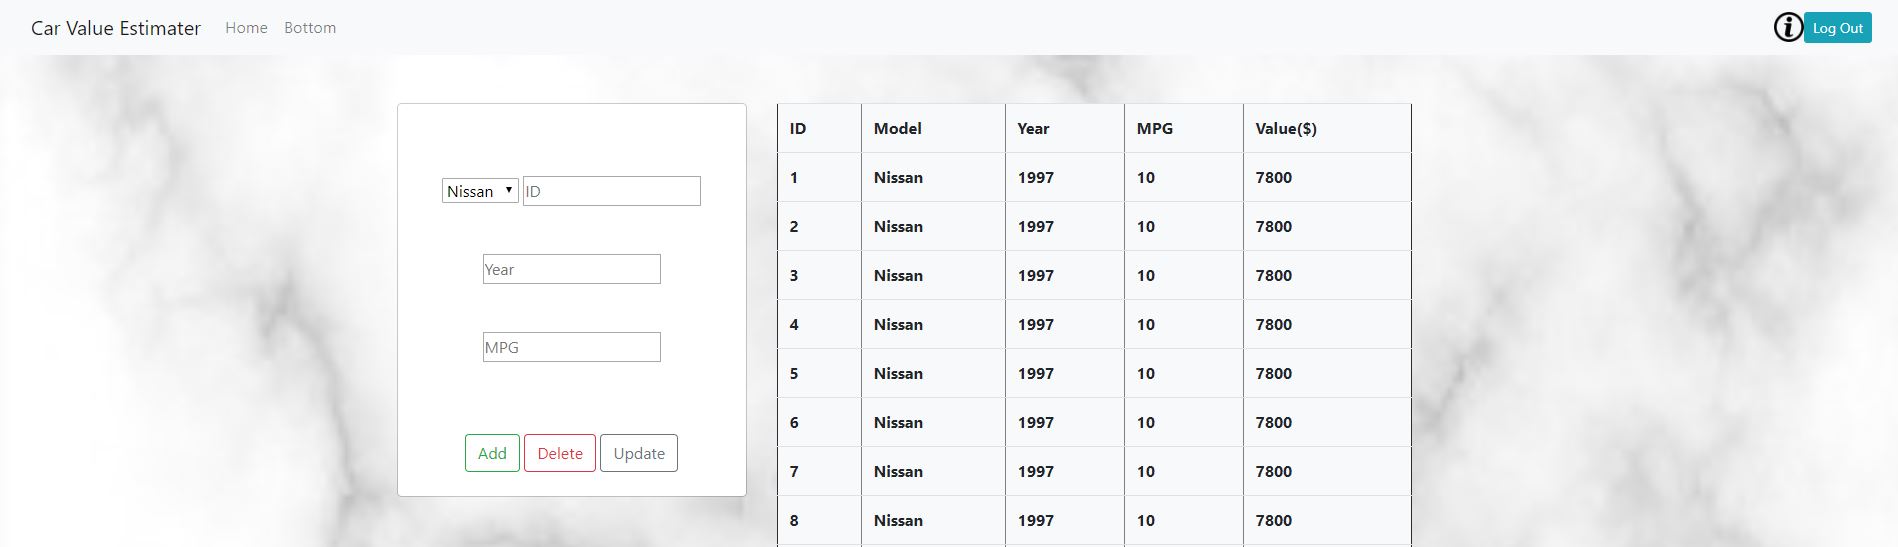 Car Value Estimater Home Bottom Log Out
Nissan ID
Year
MPG
Add Delete Update
ID Model Year MPG Value($)
1 Nissan 1997 10 7800
2 Nissan 1997 10 7800
3 Nissan 1997 10 7800
4 Nissan 1997 10 7800
5 Nissan 1997 10 7800
6 Nissan 1997 10 7800
7 Nissan 1997 10 7800
8 Nissan 1997 10 7800